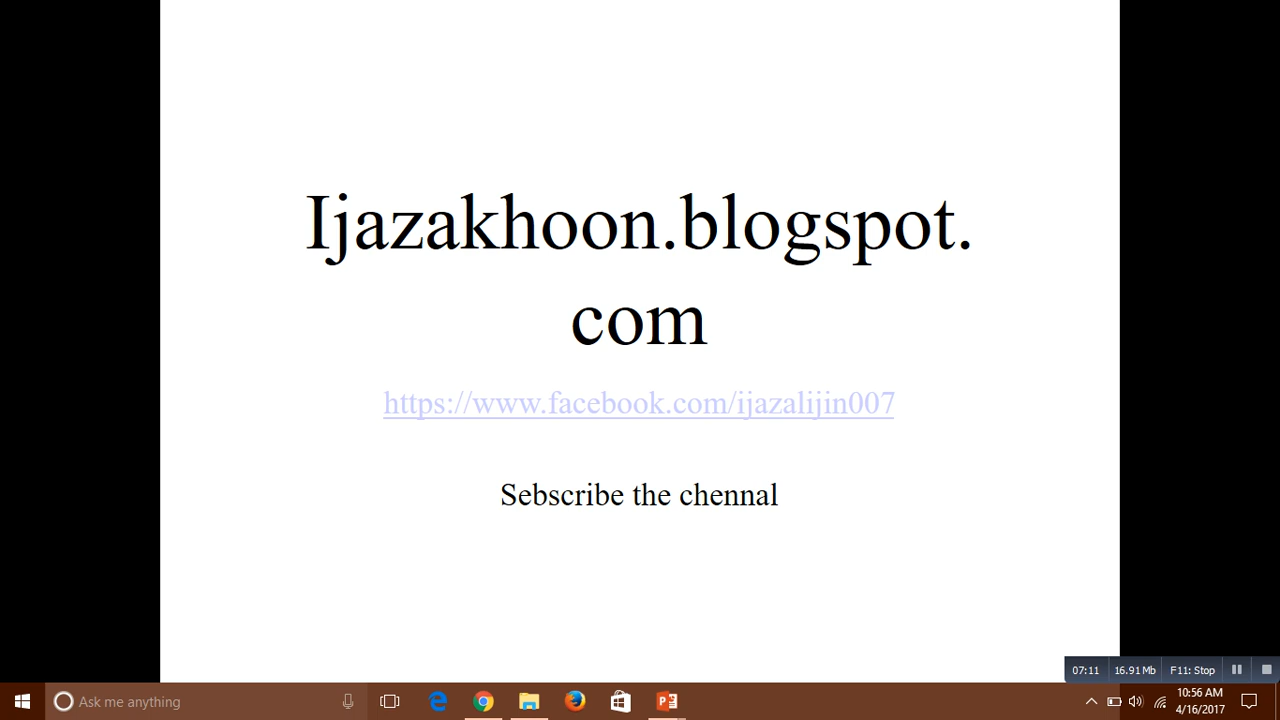 Ijazakhoon.blogspot.
com
https://www.facebook.com/ijazalijin007
Sebscribe the chennal
07:11 16.91 Mb F11: Stop
Ask me anything
10:56 AM
4/16/2017